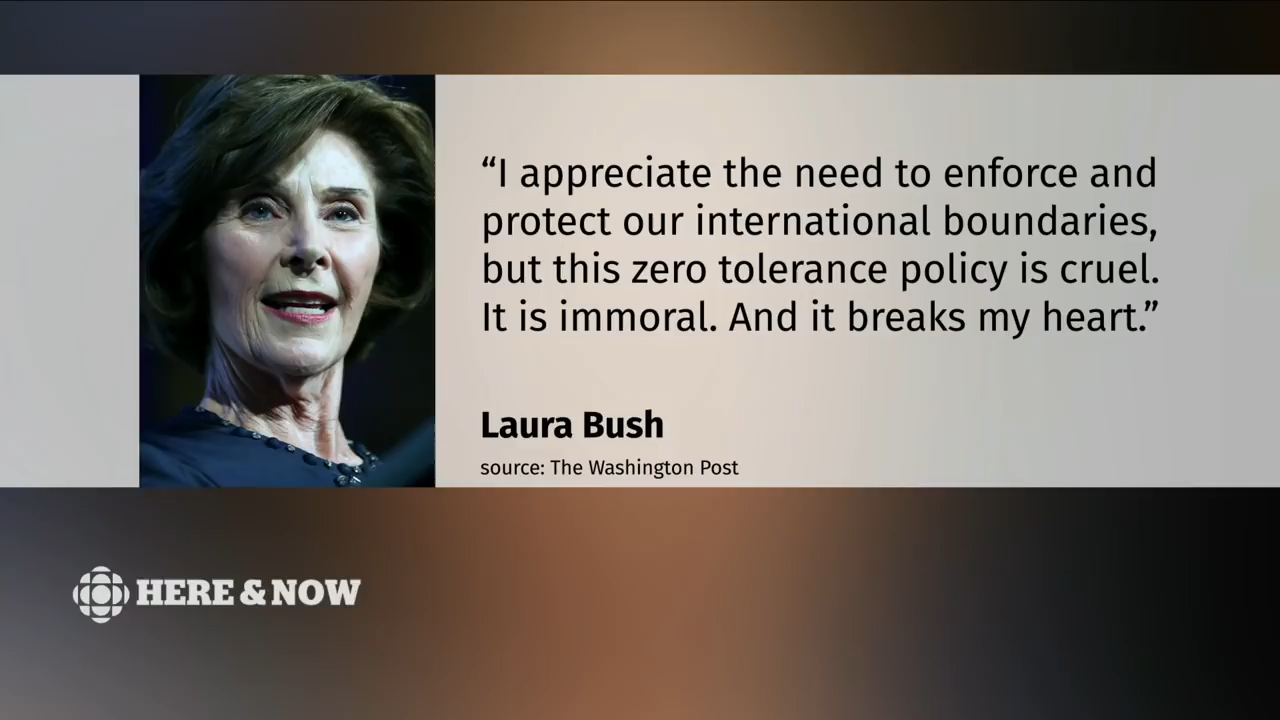 “I appreciate the need to enforce and
protect our international boundaries,
but this zero tolerance policy is cruel.
It is immoral. And it breaks my heart.”
Laura Bush
source: The Washington Post
HERE & NOW